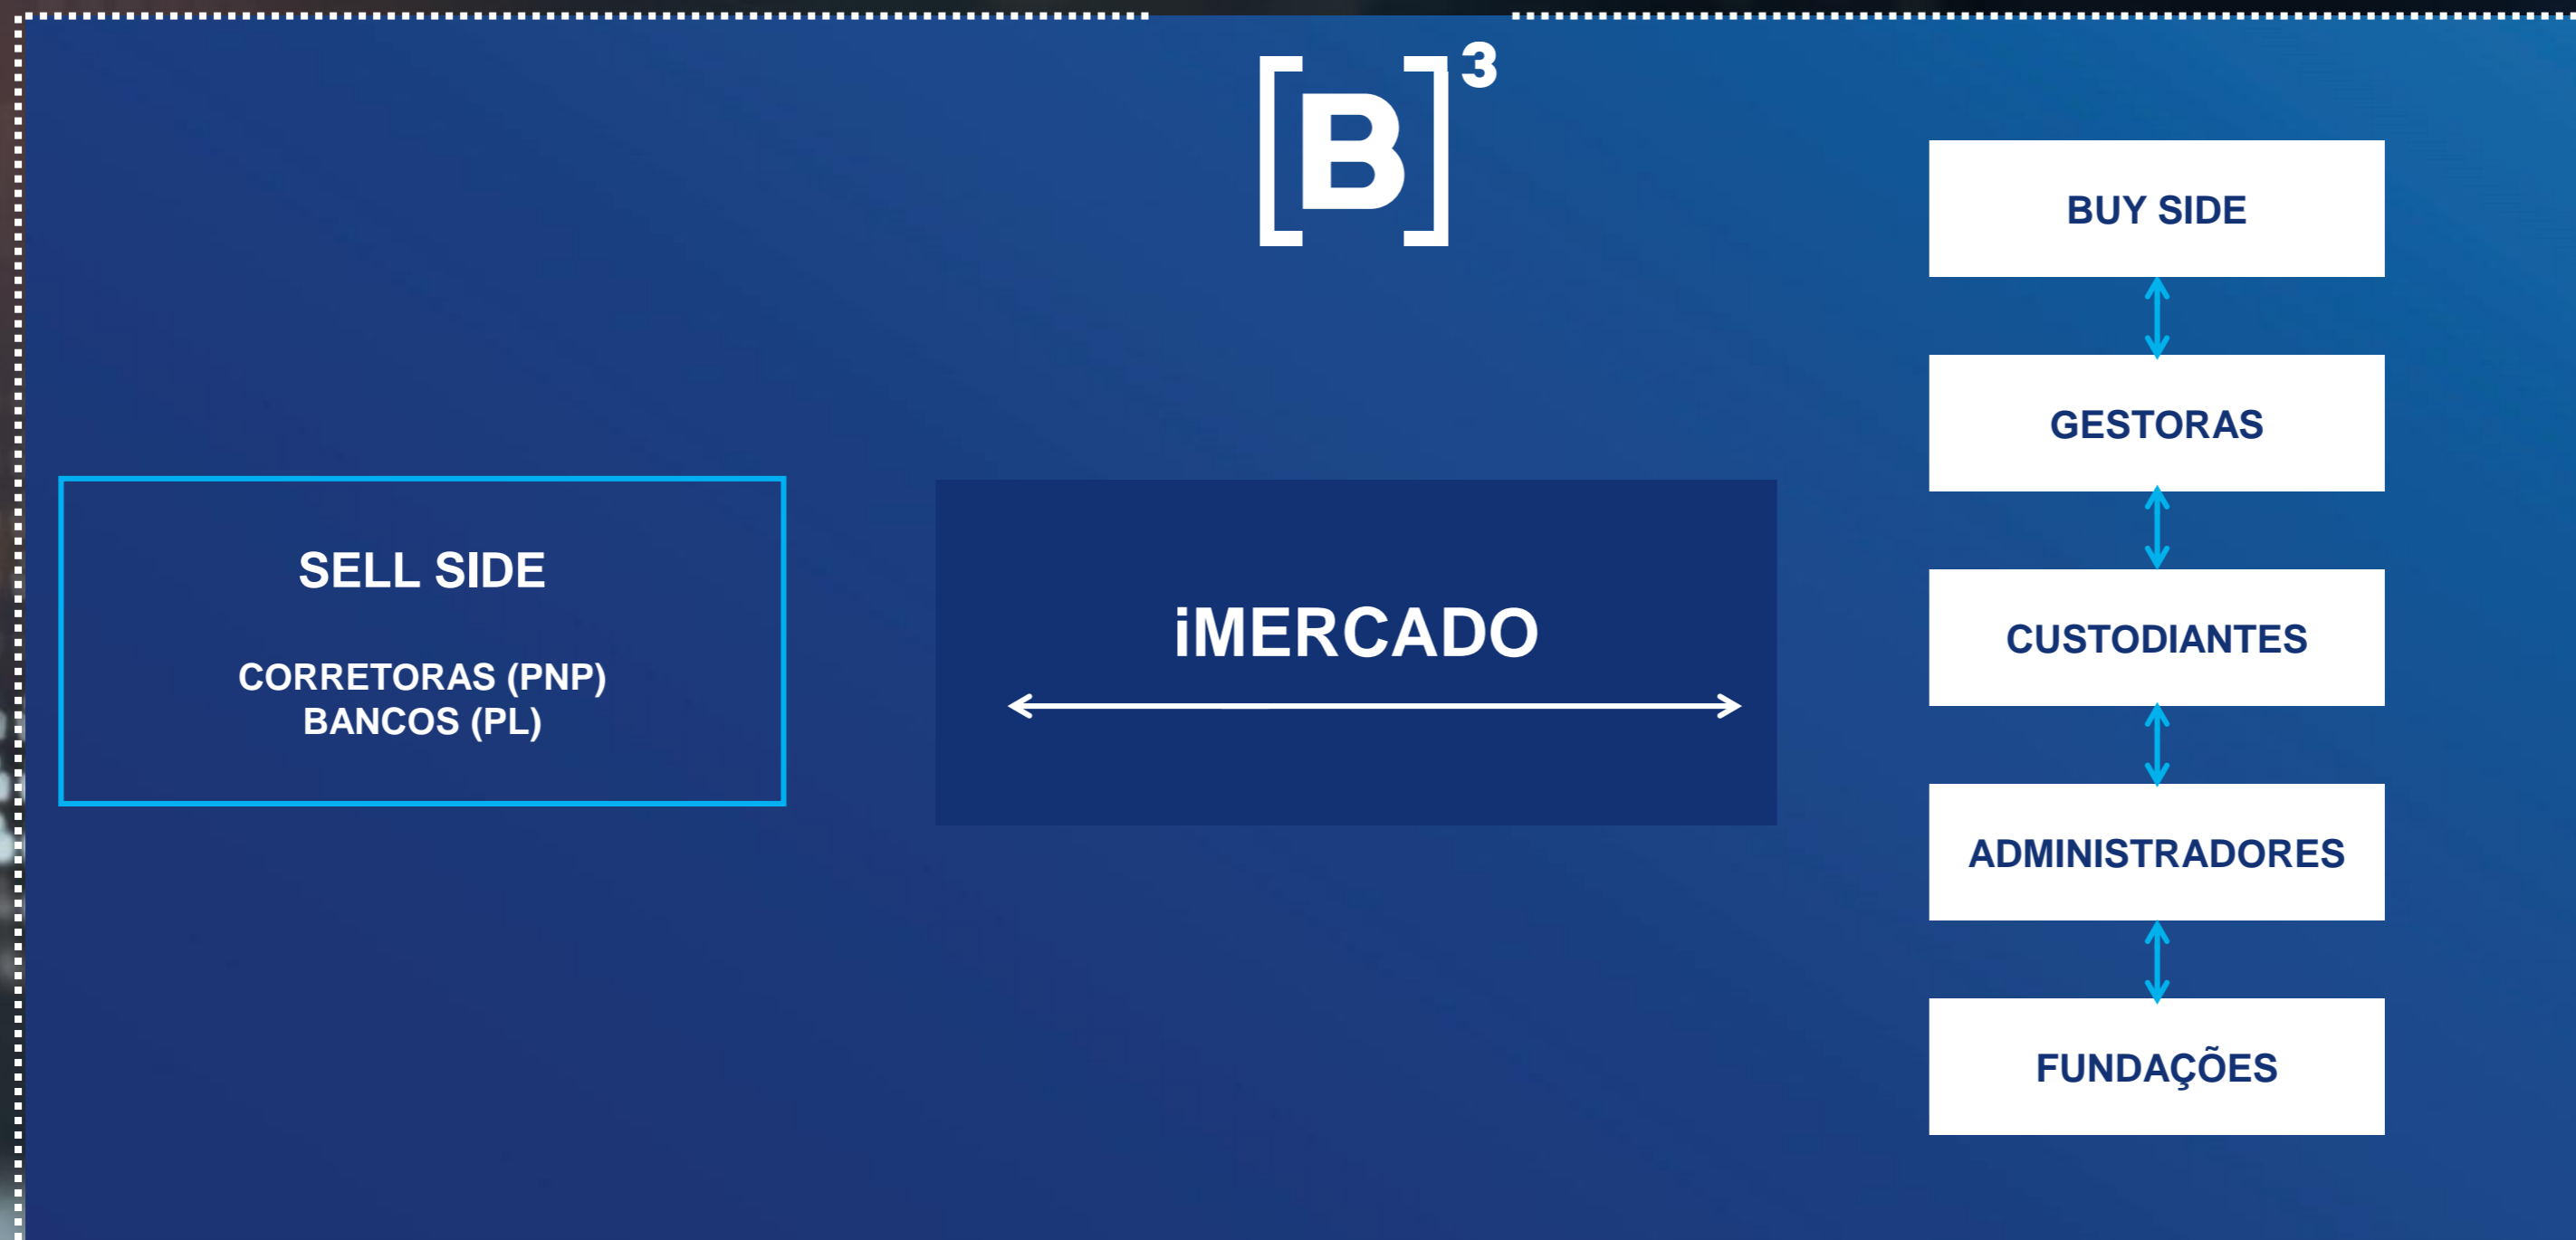 [B]³
SELL SIDE
CORRETORAS (PNP)
BANCOS (PL)
iMERCADO
BUY SIDE
GESTORAS
CUSTODIANTES
ADMINISTRADORES
FUNDAÇÕES